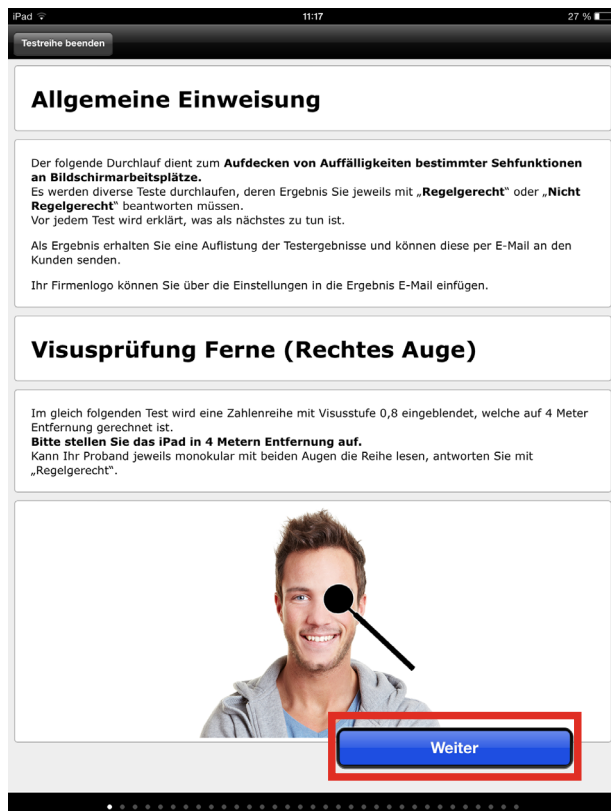 iPad 11:17 27 %
Testreihe beenden
Allgemeine Einweisung
Der folgende Durchlauf dient zum Aufdecken von Auffälligkeiten bestimmter Sehfunktionen
an Bildschirmarbeitsplätze.
Es werden diverse Teste durchlaufen, deren Ergebnis Sie jeweils mit „Regelgerecht“ oder „Nicht
Regelgerecht“ beantworten müssen.
Vor jedem Test wird erklärt, was als nächstes zu tun ist.
Als Ergebnis erhalten Sie eine Auflistung der Testergebnisse und können diese per E-Mail an den
Kunden senden.
Ihr Firmenlogo können Sie über die Einstellungen in die Ergebnis E-Mail einfügen.
Visusprüfung Ferne (Rechtes Auge)
Im gleich folgenden Test wird eine Zahlenreihe mit Visusstufe 0,8 eingeblendet, welche auf 4 Meter
Entfernung gerechnet ist.
Bitte stellen Sie das iPad in 4 Metern Entfernung auf.
Kann Ihr Proband jeweils monokular mit beiden Augen die Reihe lesen, antworten Sie mit
„Regelgerecht“.
Weiter